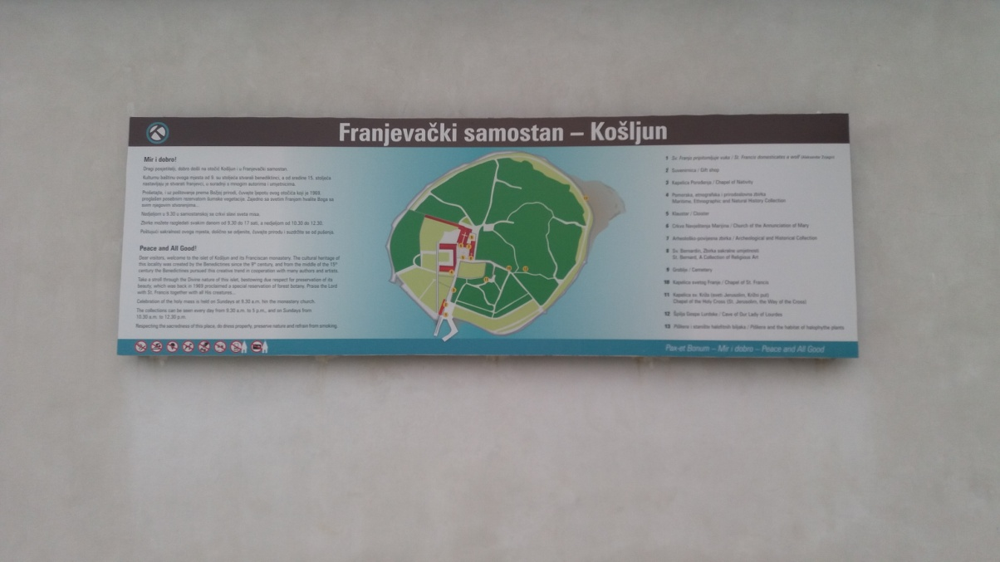 Franjevački samostan – Košljun
Mir i dobro!
Dragi posjetitelji, dobro došli na otočić Košljun i u Franjevački samostan.
Kulturnu baštinu ovoga mjesta od 9. su stoljeća stvarali benediktinci, a od sredine 15. stoljeća
nastavljaju je stvarati franjevci, u suradnji s mnogim autorima i umjetnicima.
Prošetajte, i uz poštovanje prema Božjoj prirodi, čuvajte ljepotu ovog otočića koji je 1969.
proglašen posebnim rezervatom šumske vegetacije. Zajedno sa svetim Franjom hvalite Boga sa
svim njegovim stvorenjima...
Nedjeljom u 9.30 u samostanskoj se crkvi slavi sveta misa.
Zbirke možete razgledati svakim danom od 9.30 do 17 sati, a nedjeljom od 10.30 do 12.30.
Poštujući sakralnost ovoga mjesta, dolično se odjenite, čuvajte prirodu i suzdržite se od pušenja.
Peace and All Good!
Dear visitors, welcome to the islet of Košljun and its Franciscan monastery. The cultural heritage of
this locality was created by the Benedictines since the 9th century, and from the middle of the 15th
century the Benedictines pursued this creative trend in cooperation with many authors and artists.
Take a stroll through the Divine nature of this islet, bestowing due respect for preservation of its
beauty, which was back in 1969 proclaimed a special reservation of forest botany. Praise the Lord
with St. Francis together with all His creatures...
Celebration of the holy mass is held on Sundays at 9.30 a.m. hin the monastery church.
The collections can be seen every day from 9.30 a.m. to 5 p.m., and on Sundays from
10.30 a.m. to 12.30 p.m.
Respecting the sacredness of this place, do dress properly, preserve nature and refrain from smoking.
1 Sv. Franjo pripitomljuje vuka / St. Francis domesticates a wolf (Aleksandar Zvjagin)
2 Suvenirnica / Gift shop
3 Kapelica Porođenja / Chapel of Nativity
4 Pomorska, etnografska i prirodoslovna zbirka
Maritime, Ethnographic and Natural History Collection
5 Klaustar / Cloister
6 Crkva Navještenja Marijina / Church of the Annunciation of Mary
7 Arheološko-povijesna zbirka / Archeological and Historical Collection
8 Sv. Bernardin, Zbirka sakralne umjetnosti
St. Bernard, A Collection of Religious Art
9 Groblje / Cemetery
10 Kapelica svetog Franje / Chapel of St. Francis
11 Kapelica sv. Križa (sveti Jeronim, Križni put)
Chapel of the Holy Cross (St. Jerusalem, the Way of the Cross)
12 Špilja Gospe Lurdske / Cave of Our Lady of Lourdes
13 Piškera i stanište halofitnih biljaka / Piškera and the habitat of halophythe plants
Pax et Bonum – Mir i dobro – Peace and All Good